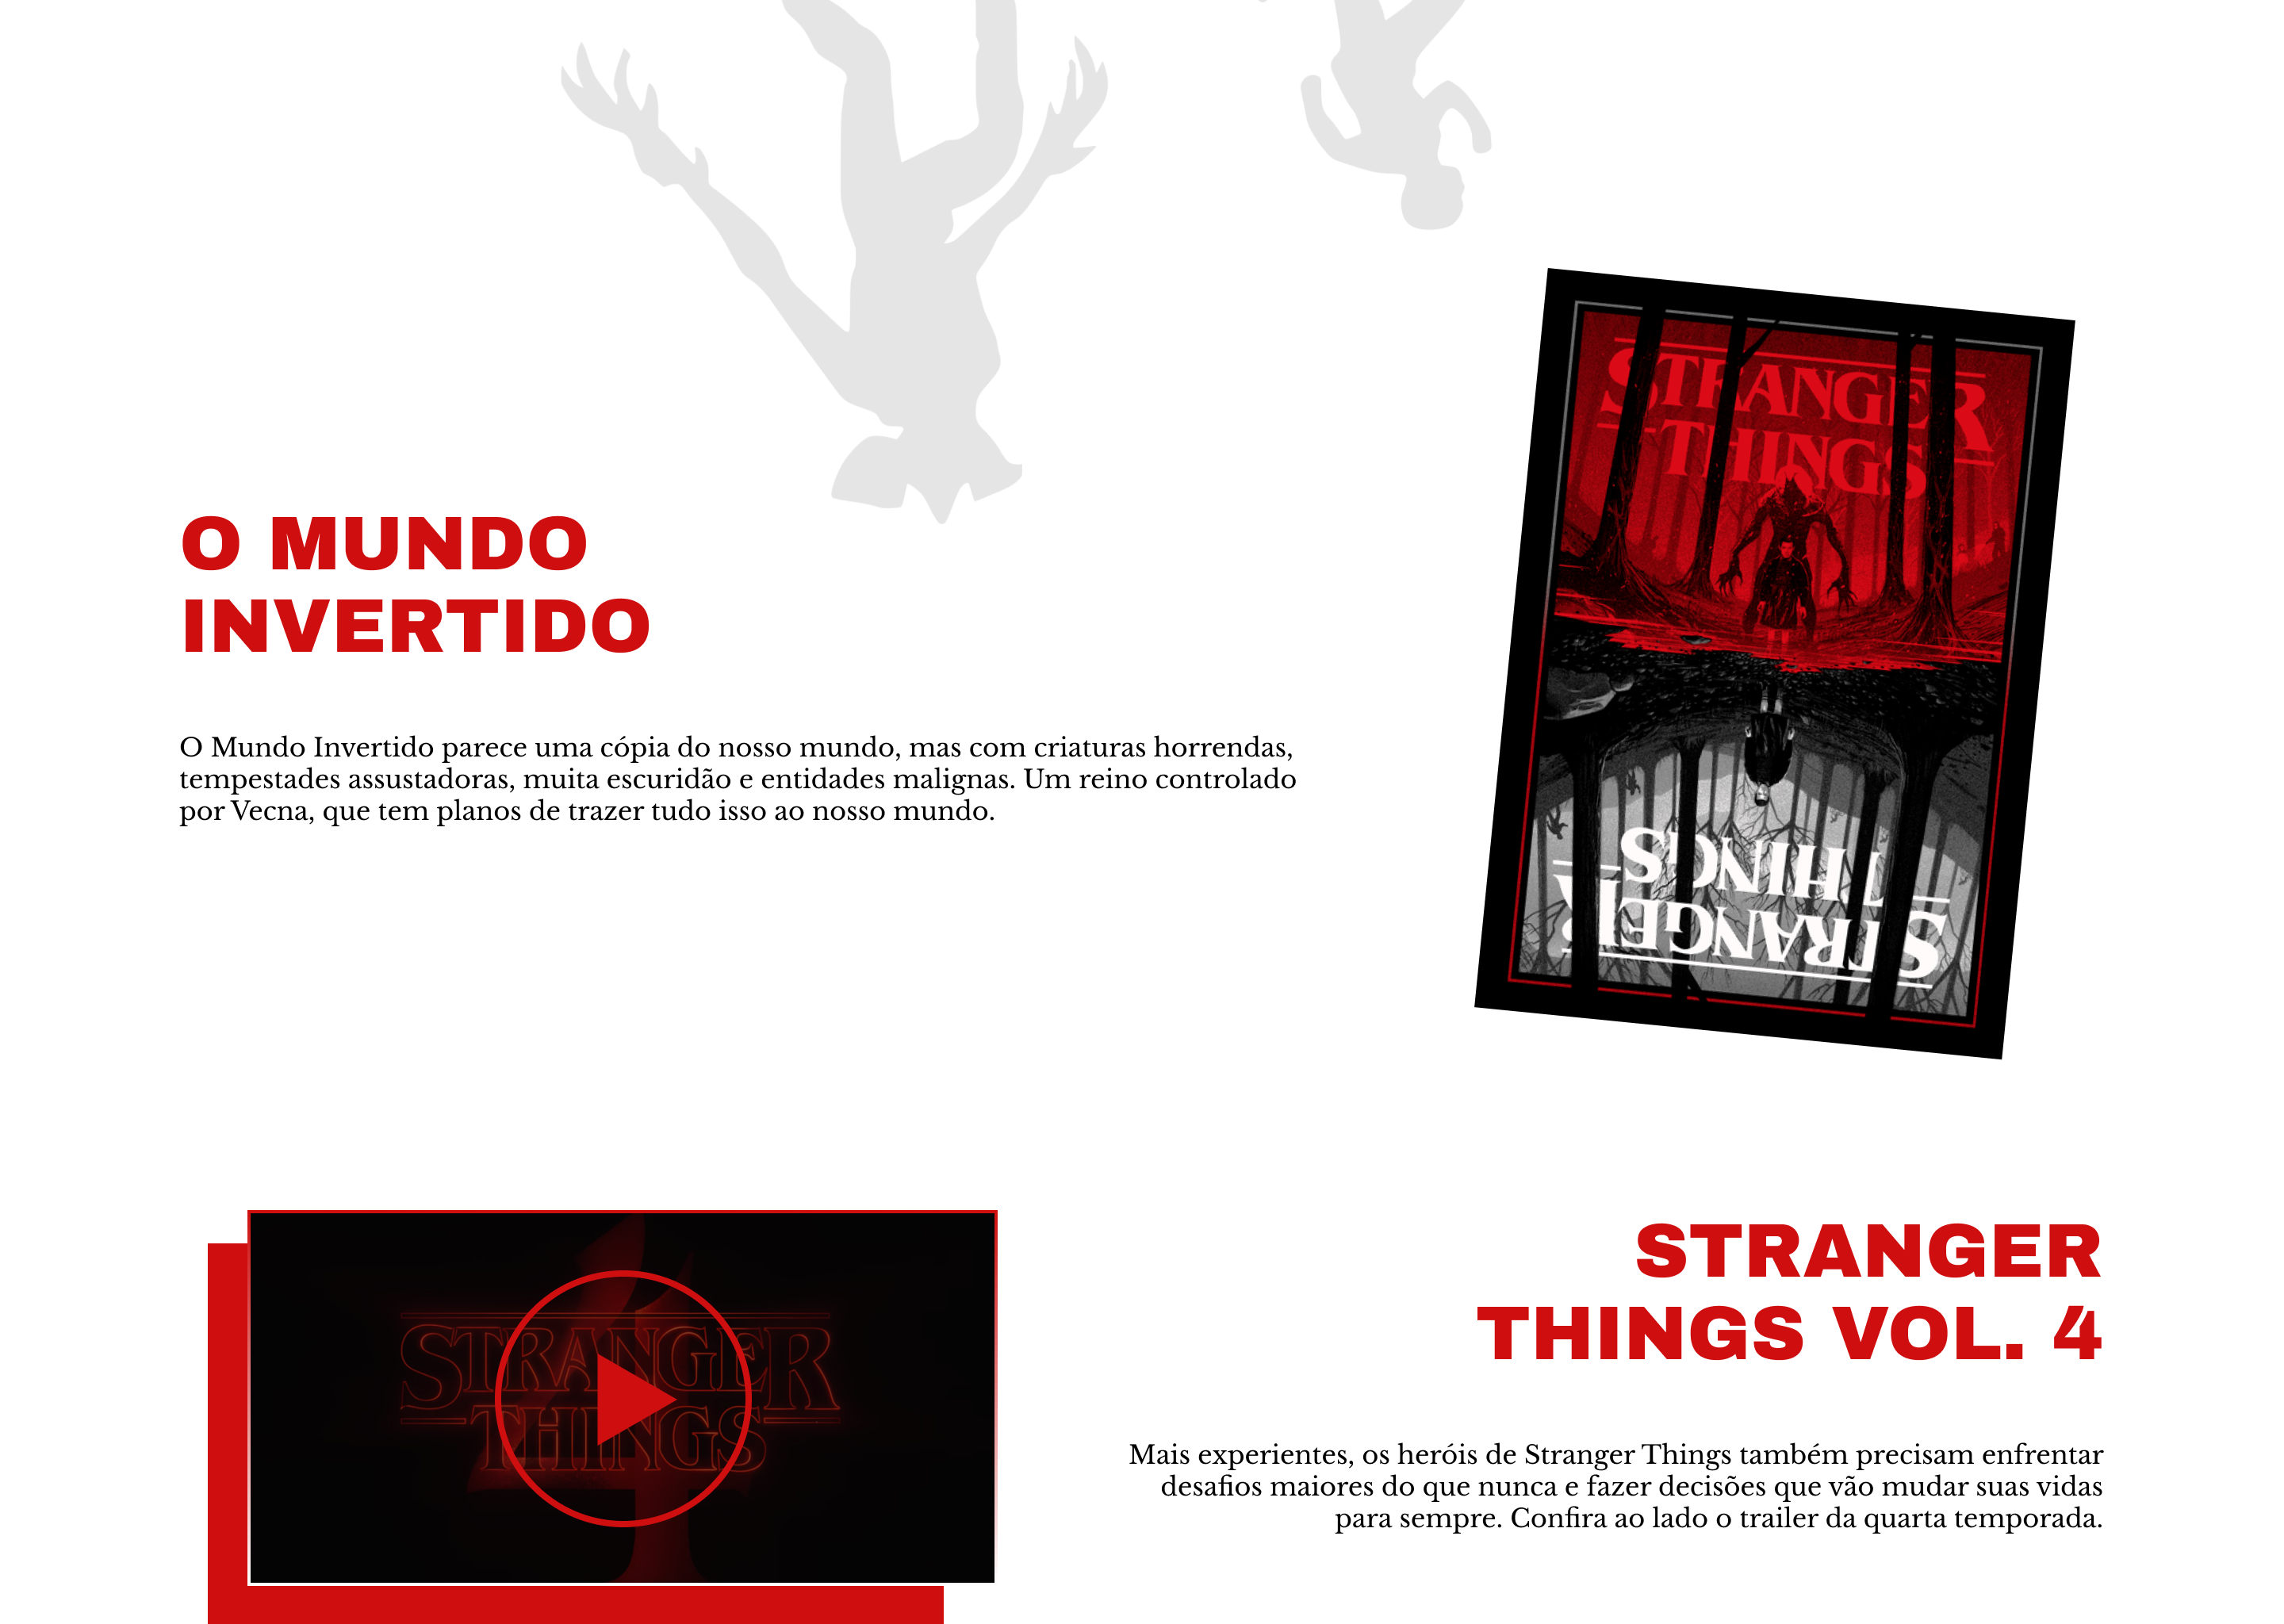 O MUNDO
INVERTIDO
O Mundo Invertido parece uma cópia do nosso mundo, mas com criaturas horrendas,
tempestades assustadoras, muita escuridão e entidades malignas. Um reino controlado
por Vecna, que tem planos de trazer tudo isso ao nosso mundo.
STRANGER
THINGS
THINGS
STRANGER
STRANGER
THINGS
STRANGER
THINGS VOL. 4
Mais experientes, os heróis de Stranger Things também precisam enfrentar
desafios maiores do que nunca e fazer decisões que vão mudar suas vidas
para sempre. Confira ao lado o trailer da quarta temporada.